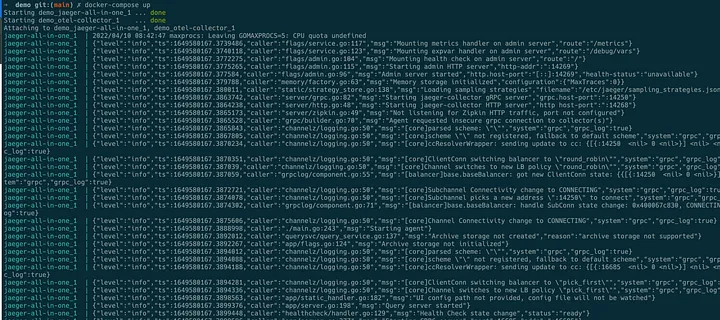 →  demo git:(main) ✗ docker-compose up
Starting demo_jaeger-all-in-one_1 ... done
Starting demo_otel-collector_1    ... done
Attaching to demo_jaeger-all-in-one_1, demo_otel-collector_1
jaeger-all-in-one_1  | 2022/04/10 08:42:47 maxprocs: Leaving GOMAXPROCS=5: CPU quota undefined
jaeger-all-in-one_1  | {"level":"info","ts":1649580167.3739486,"caller":"flags/service.go:117","msg":"Mounting metrics handler on admin server","route":"/metrics"}
jaeger-all-in-one_1  | {"level":"info","ts":1649580167.3740118,"caller":"flags/service.go:123","msg":"Mounting expvar handler on admin server","route":"/debug/vars"}
jaeger-all-in-one_1  | {"level":"info","ts":1649580167.3772275,"caller":"flags/admin.go:104","msg":"Mounting health check on admin server","route":"/"}
jaeger-all-in-one_1  | {"level":"info","ts":1649580167.3775265,"caller":"flags/admin.go:115","msg":"Starting admin HTTP server","http-addr":":14269"}
jaeger-all-in-one_1  | {"level":"info","ts":1649580167.377584,"caller":"flags/admin.go:96","msg":"Admin server started","http.host-port":"[::]:14269","health-status":"unavailable"}
jaeger-all-in-one_1  | {"level":"info","ts":1649580167.379788,"caller":"memory/factory.go:63","msg":"Memory storage initialized","configuration":{"MaxTraces":0}}
jaeger-all-in-one_1  | {"level":"info","ts":1649580167.380011,"caller":"static/strategy_store.go:138","msg":"Loading sampling strategies","filename":"/etc/jaeger/sampling_strategies.json
jaeger-all-in-one_1  | {"level":"info","ts":1649580167.3863742,"caller":"server/grpc.go:82","msg":"Starting jaeger-collector gRPC server","grpc.host-port":":14250"}
jaeger-all-in-one_1  | {"level":"info","ts":1649580167.3864238,"caller":"server/http.go:48","msg":"Starting jaeger-collector HTTP server","http host-port":":14268"}
jaeger-all-in-one_1  | {"level":"info","ts":1649580167.3865173,"caller":"server/zipkin.go:49","msg":"Not listening for Zipkin HTTP traffic, port not configured"}
jaeger-all-in-one_1  | {"level":"info","ts":1649580167.3865528,"caller":"grpc/builder.go:70","msg":"Agent requested insecure grpc connection to collector(s)"}
jaeger-all-in-one_1  | {"level":"info","ts":1649580167.3865843,"caller":"channelz/logging.go:50","msg":"[core]parsed scheme: \"\"","system":"grpc","grpc_log":true}
jaeger-all-in-one_1  | {"level":"info","ts":1649580167.3867805,"caller":"channelz/logging.go:50","msg":"[core]scheme \"\" not registered, fallback to default scheme","system":"grpc","grpc_log":true}
jaeger-all-in-one_1  | {"level":"info","ts":1649580167.3870234,"caller":"channelz/logging.go:50","msg":"[core]ccResolverWrapper: sending update to cc: {[{:14250  <nil> 0 <nil>}] <nil> <n
c_log":true}
jaeger-all-in-one_1  | {"level":"info","ts":1649580167.3870351,"caller":"channelz/logging.go:50","msg":"[core]ClientConn switching balancer to \"round_robin\"","system":"grpc","grpc_log":true}
jaeger-all-in-one_1  | {"level":"info","ts":1649580167.387039,"caller":"channelz/logging.go:50","msg":"[core]Channel switches to new LB policy \"round_robin\"","system":"grpc","grpc_log":true}
jaeger-all-in-one_1  | {"level":"info","ts":1649580167.387059,"caller":"grpclog/component.go:55","msg":"[balancer]base.baseBalancer: got new ClientConn state: {{[{:14250  <nil> 0 <nil>}]
tem":"grpc","grpc_log":true}
jaeger-all-in-one_1  | {"level":"info","ts":1649580167.3872721,"caller":"channelz/logging.go:50","msg":"[core]Subchannel Connectivity change to CONNECTING","system":"grpc","grpc_log":true}
jaeger-all-in-one_1  | {"level":"info","ts":1649580167.3874078,"caller":"channelz/logging.go:50","msg":"[core]Subchannel picks a new address \":14250\" to connect","system":"grpc","grpc_log":true}
jaeger-all-in-one_1  | {"level":"info","ts":1649580167.3874302,"caller":"grpclog/component.go:71","msg":"[balancer]base.baseBalancer: handle SubConn state change: CONNECTING
og":true}
jaeger-all-in-one_1  | {"level":"info","ts":1649580167.3875606,"caller":"channelz/logging.go:50","msg":"[core]Channel Connectivity change to CONNECTING","system":"grpc","grpc_log":true}
jaeger-all-in-one_1  | {"level":"info","ts":1649580167.3888998,"caller":"./main.go:243","msg":"Starting agent"}
jaeger-all-in-one_1  | {"level":"info","ts":1649580167.3892012,"caller":"querysvc/query_service.go:137","msg":"Archive storage not created","reason":"archive storage not supported"}
jaeger-all-in-one_1  | {"level":"info","ts":1649580167.3892267,"caller":"app/flags.go:124","msg":"Archive storage not initialized"}
jaeger-all-in-one_1  | {"level":"info","ts":1649580167.3894012,"caller":"channelz/logging.go:50","msg":"[core]parsed scheme: \"\"","system":"grpc","grpc_log":true}
jaeger-all-in-one_1  | {"level":"info","ts":1649580167.3894088,"caller":"channelz/logging.go:50","msg":"[core]scheme \"\" not registered, fallback to default scheme","system":"grpc","grpc_log":true}
jaeger-all-in-one_1  | {"level":"info","ts":1649580167.3894188,"caller":"channelz/logging.go:50","msg":"[core]ccResolverWrapper: sending update to cc: {[{:16685  <nil> 0 <nil>}] <nil> <n
c_log":true}
jaeger-all-in-one_1  | {"level":"info","ts":1649580167.3894281,"caller":"channelz/logging.go:50","msg":"[core]ClientConn switching balancer to \"pick_first\"","system":"grpc","grpc_log":true}
jaeger-all-in-one_1  | {"level":"info","ts":1649580167.3894336,"caller":"channelz/logging.go:50","msg":"[core]Channel switches to new LB policy \"pick_first\"","system":"grpc","grpc_log":true}
jaeger-all-in-one_1  | {"level":"info","ts":1649580167.3898563,"caller":"app/static_handler.go:182","msg":"UI config path not provided, config file will not be watched"}
jaeger-all-in-one_1  | {"level":"info","ts":1649580167.3899376,"caller":"app/server.go:198","msg":"Query server started"}
jaeger-all-in-one_1  | {"level":"info","ts":1649580167.3899448,"caller":"healthcheck/handler.go:129","msg":"Health Check state change","status":"ready"}